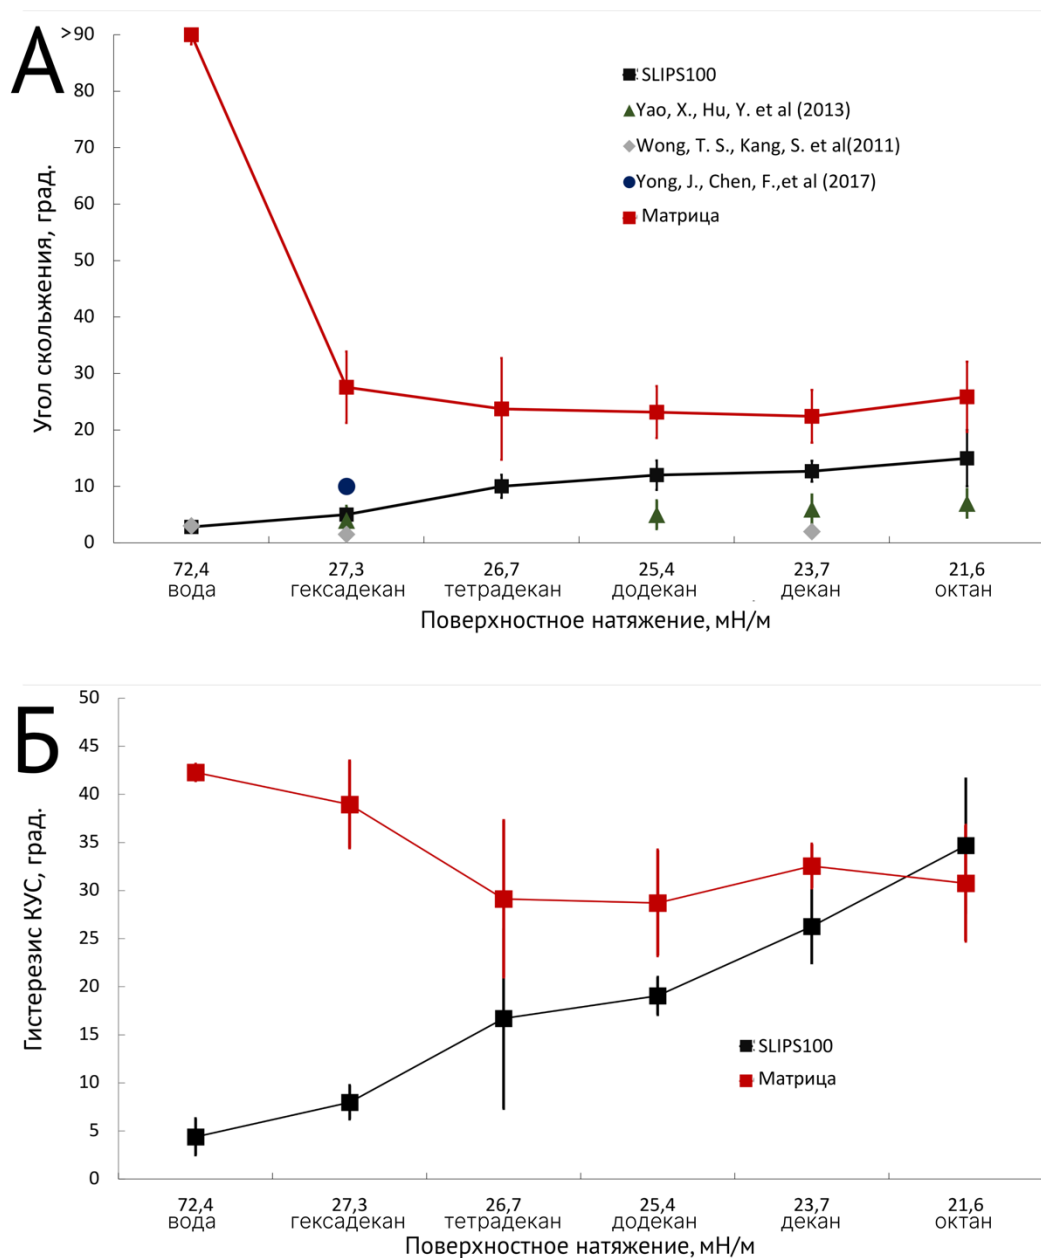 А
>90
80
70
60
50
40
30
20
10
0
Угол скольжения, град.
SLIPS100
Yao, X., Hu, Y. et al (2013)
Wong, T. S., Kang, S. et al(2011)
Yong, J., Chen, F.,et al (2017)
Матрица
72,4 27,3 26,7 25,4 23,7 21,6
вода гексадекан тетрадекан додекан декан октан
Поверхностное натяжение, мН/м
Б
50
45
40
35
30
25
20
15
10
5
0
Гистерезис КУС, град.
SLIPS100
Матрица
72,4 27,3 26,7 25,4 23,7 21,6
вода гексадекан тетрадекан додекан декан октан
Поверхностное натяжение, мН/м